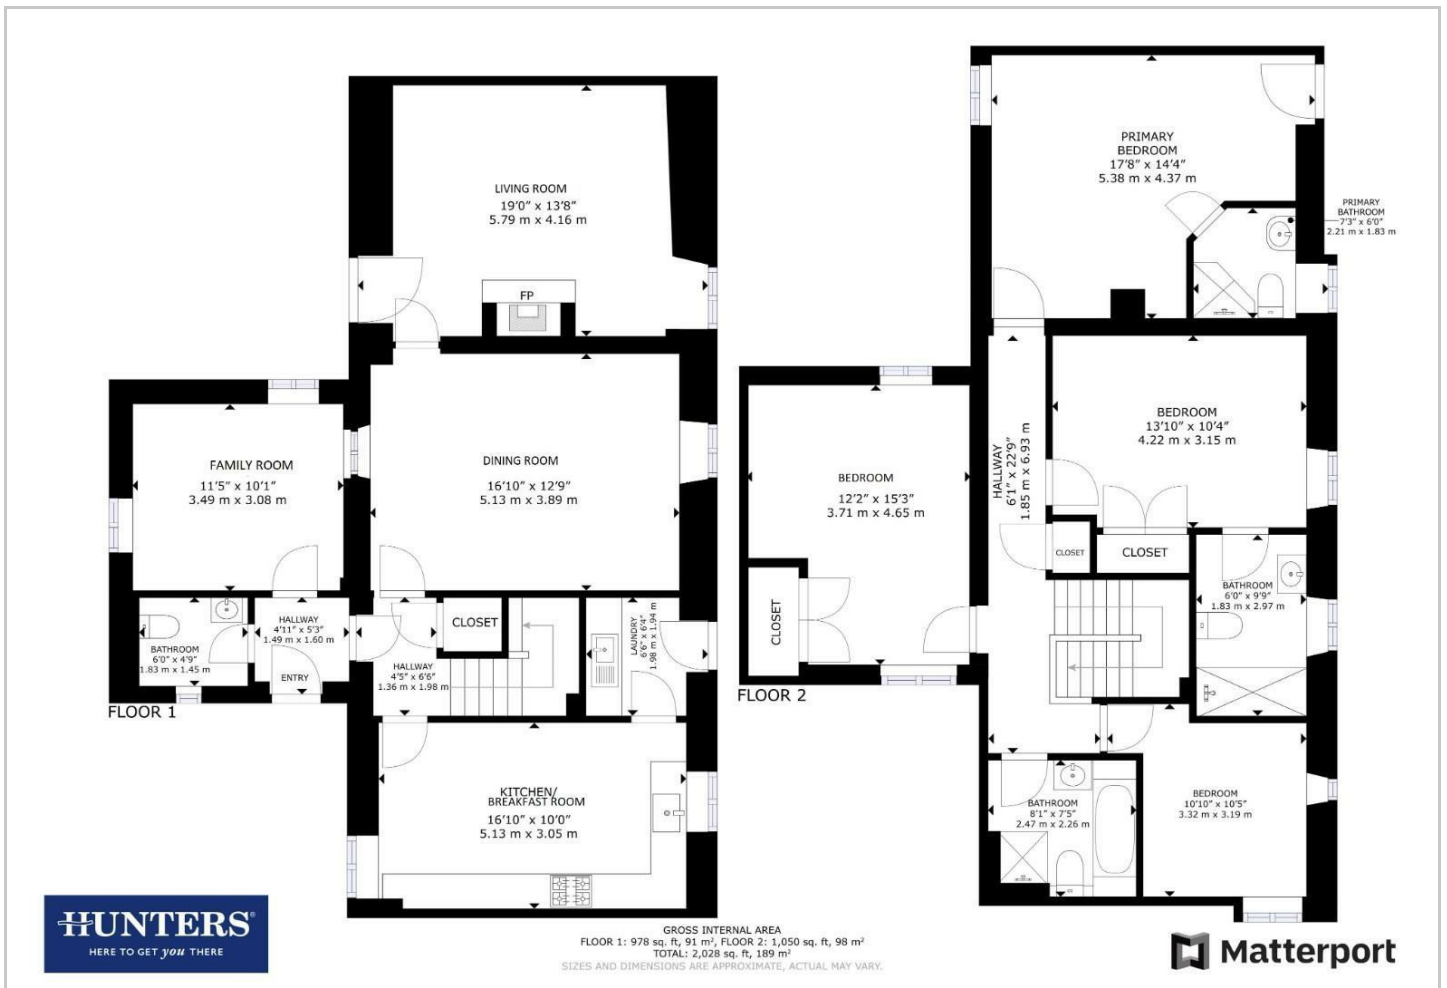 LIVING ROOM
19'0" x 13'8"
5.79 m x 4.16 m
FP
FAMILY ROOM
11'5" x 10'1"
3.49 m x 3.08 m
DINING ROOM
16'10" x 12'9"
5.13 m x 3.89 m
BATHROOM
6'0" x 4'9"
1.83 m x 1.45 m
HALLWAY
4'11" x 5'3"
1.49 m x 1.60 m
ENTRY
HALLWAY
4'5" x 6'6"
1.36 m x 1.98 m
CLOSET
LAUNDRY
6'6" x 6'4"
1.98 m x 1.94 m
KITCHEN/
BREAKFAST ROOM
16'10" x 10'0"
5.13 m x 3.05 m
FLOOR 1
PRIMARY
BEDROOM
17'8" x 14'4"
5.38 m x 4.37 m
PRIMARY
BATHROOM
7'3" x 6'0"
2.21 m x 1.83 m
BEDROOM
13'10" x 10'4"
4.22 m x 3.15 m
HALLWAY
6'1" x 22'9"
1.85 m x 6.93 m
BEDROOM
12'2" x 15'3"
3.71 m x 4.65 m
CLOSET
CLOSET
CLOSET
BATHROOM
6'0" x 9'9"
1.83 m x 2.97 m
BATHROOM
8'1" x 7'5"
2.47 m x 2.26 m
BEDROOM
10'10" x 10'5"
3.32 m x 3.19 m
FLOOR 2
HUNTERS®
HERE TO GET you THERE
GROSS INTERNAL AREA
FLOOR 1: 978 sq. ft, 91 m², FLOOR 2: 1,050 sq. ft, 98 m²
TOTAL: 2,028 sq. ft, 189 m²
SIZES AND DIMENSIONS ARE APPROXIMATE, ACTUAL MAY VARY.
Matterport